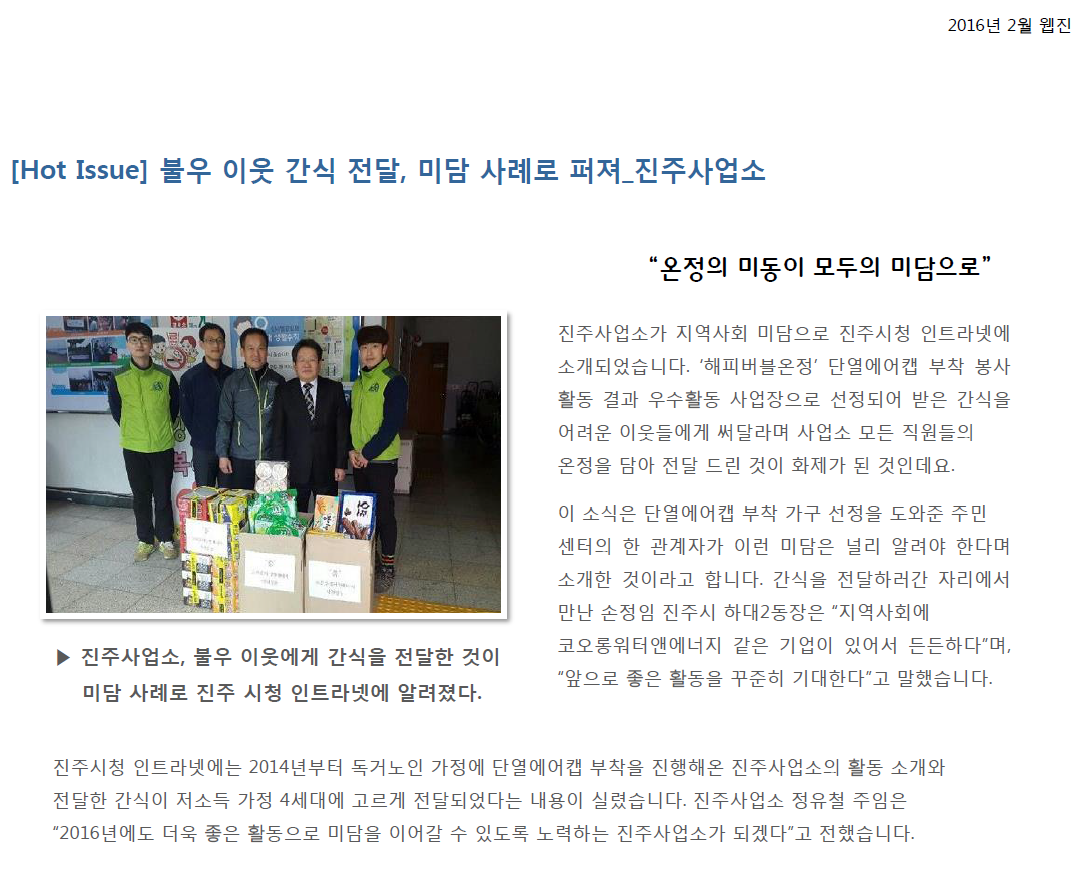 2016년 2월 웹진
[Hot Issue] 불우 이웃 간식 전달, 미담 사례로 퍼져_진주사업소
“온정의 미동이 모두의 미담으로”
진주사업소가 지역사회 미담으로 진주시청 인트라넷에
소개되었습니다. ‘해피버블온정’ 단열에어캡 부착 봉사
활동 결과 우수활동 사업장으로 선정되어 받은 간식을
어려운 이웃들에게 써달라며 사업소 모든 직원들의
온정을 담아 전달 드린 것이 화제가 된 것인데요.
이 소식은 단열에어캡 부착 가구 선정을 도와준 주민
센터의 한 관계자가 이런 미담은 널리 알려야 한다며
소개한 것이라고 합니다. 간식을 전달하러간 자리에서
만난 손정임 진주시 하대2동장은 “지역사회에
코오롱워터앤에너지 같은 기업이 있어서 든든하다”며,
“앞으로 좋은 활동을 꾸준히 기대한다”고 말했습니다.
▶ 진주사업소, 불우 이웃에게 간식을 전달한 것이
미담 사례로 진주 시청 인트라넷에 알려졌다.
진주시청 인트라넷에는 2014년부터 독거노인 가정에 단열에어캡 부착을 진행해온 진주사업소의 활동 소개와
전달한 간식이 저소득 가정 4세대에 고르게 전달되었다는 내용이 실렸습니다. 진주사업소 정유철 주임은
“2016년에도 더욱 좋은 활동으로 미담을 이어갈 수 있도록 노력하는 진주사업소가 되겠다”고 전했습니다.